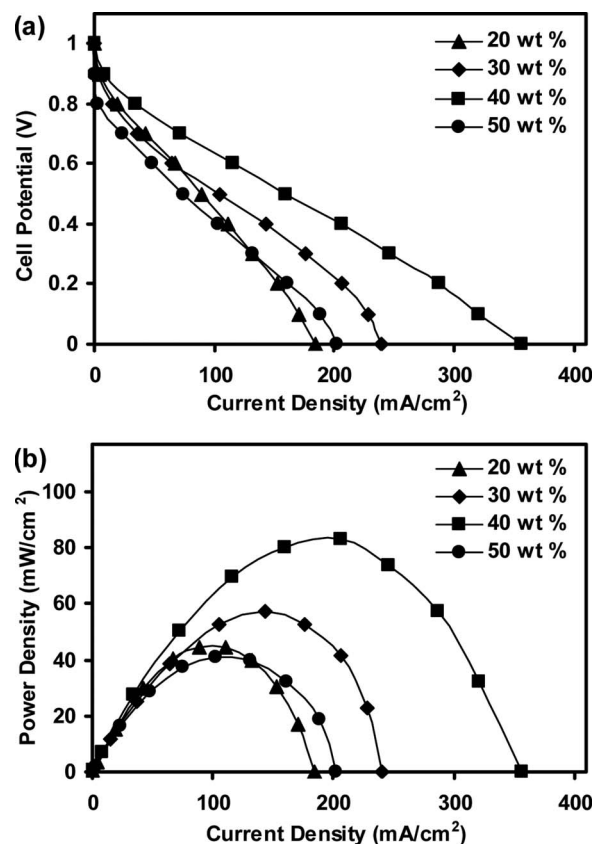 (a)
20 wt %
30 wt %
40 wt %
50 wt %
1
0.8
0.6
0.4
0.2
0
Cell Potential (V)
0 100 200 300 400
Current Density (mA/cm²)
(b)
20 wt %
30 wt %
40 wt %
50 wt %
100
80
60
40
20
0
Power Density (mW/cm²)
0 100 200 300 400
Current Density (mA/cm²)